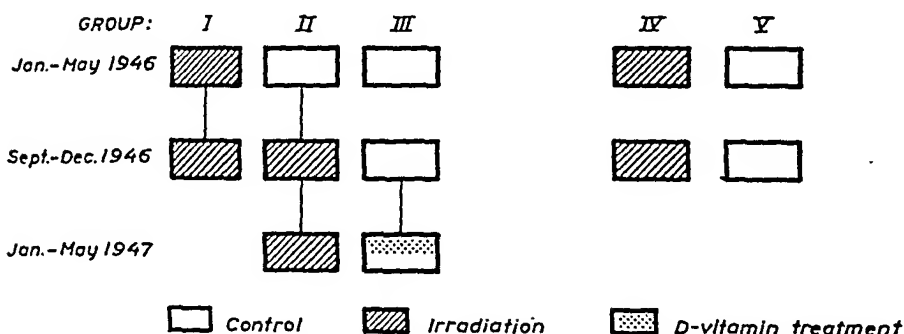 GROUP: I II III IV V
Jan.-May 1946
Sept.-Dec. 1946
Jan.-May 1947
Control Irradiation D-vitamin treatment